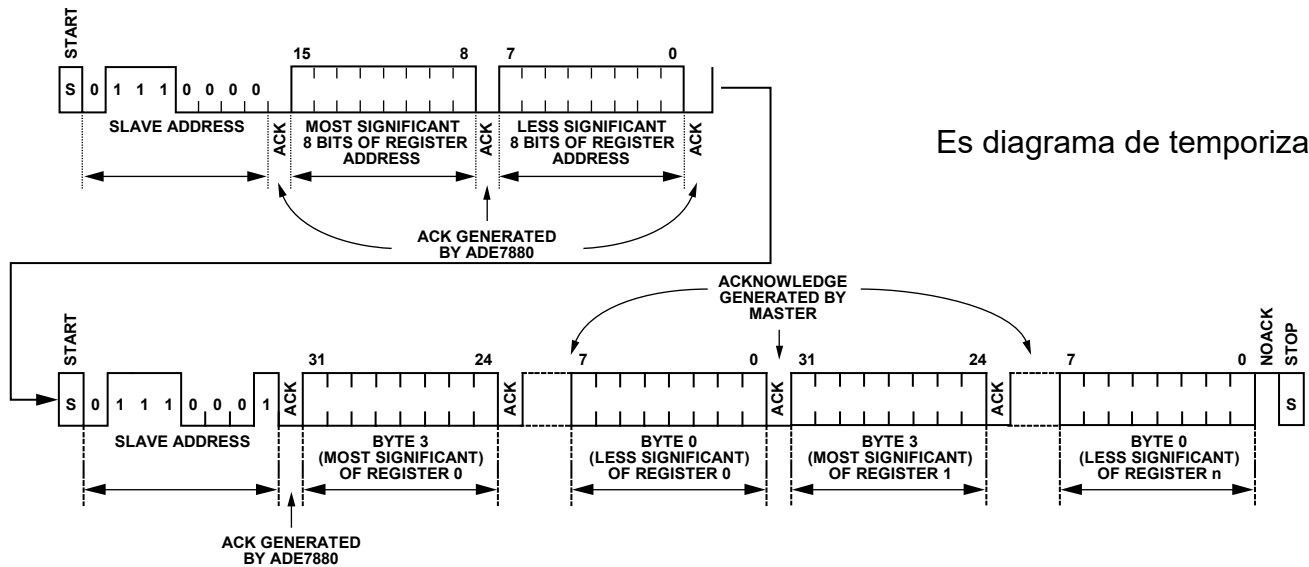 START
15 8 7 0
S 0 1 1 1 0 0 0 0
SLAVE ADDRESS
ACK
MOST SIGNIFICANT
8 BITS OF REGISTER
ADDRESS
ACK
LESS SIGNIFICANT
8 BITS OF REGISTER
ADDRESS
ACK
Es diagrama de temporiza
ACK GENERATED
BY ADE7880
ACKNOWLEDGE
GENERATED BY
MASTER
START
31 24 7 0 31 24 7 0
NOACK
STOP
S 0 1 1 1 0 0 0 1
ACK
ACK
ACK
ACK
S
SLAVE ADDRESS
BYTE 3
(MOST SIGNIFICANT)
OF REGISTER 0
BYTE 0
(LESS SIGNIFICANT)
OF REGISTER 0
BYTE 3
(MOST SIGNIFICANT)
OF REGISTER 1
BYTE 0
(LESS SIGNIFICANT)
OF REGISTER n
ACK GENERATED
BY ADE7880